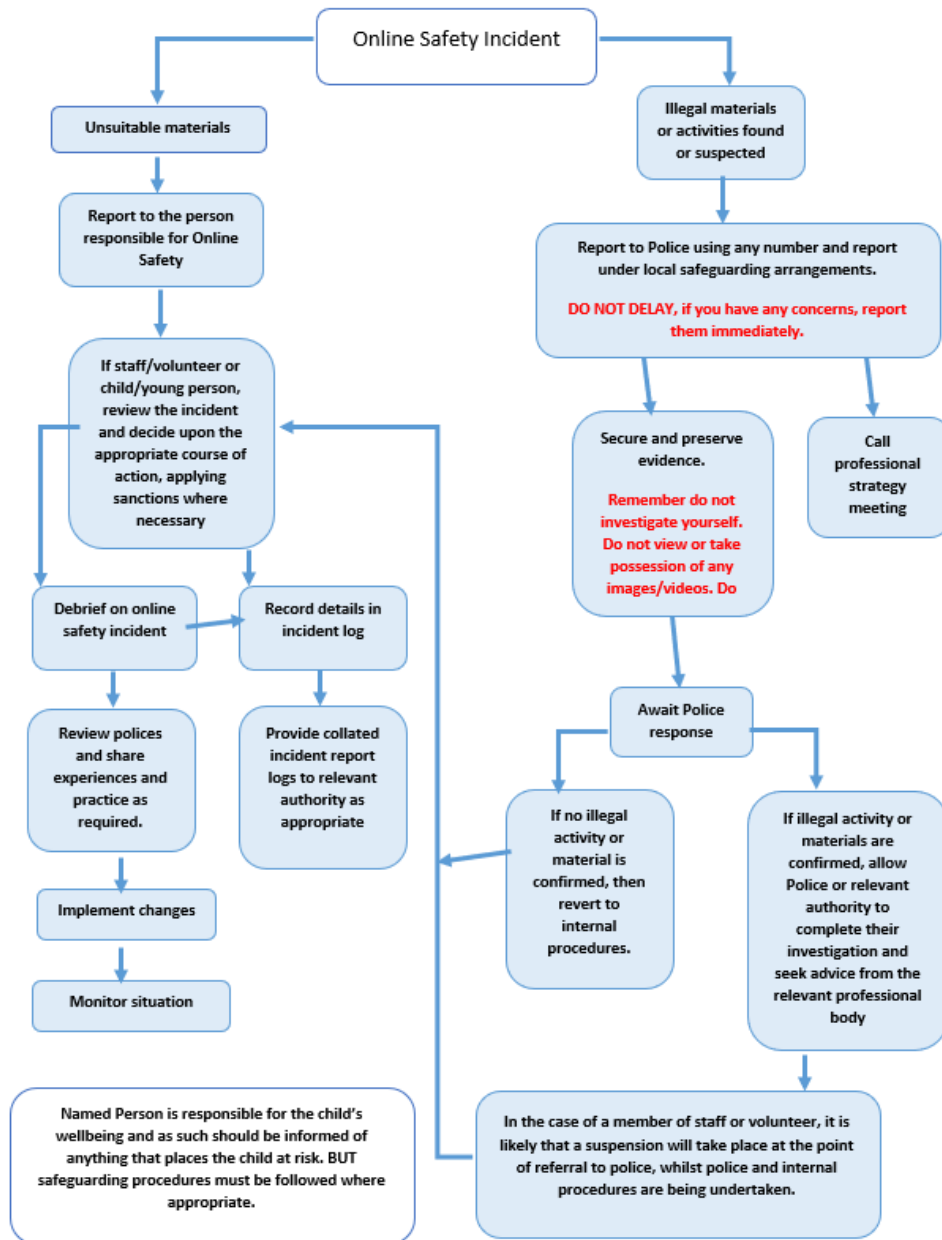 Online Safety Incident
Unsuitable materials
Report to the person
responsible for Online
Safety
If staff/volunteer or
child/young person,
review the incident
and decide upon the
appropriate course of
action, applying
sanctions where
necessary
Debrief on online
safety incident
Record details in
incident log
Review polices
and share
experiences and
practice as
required.
Provide collated
incident report
logs to relevant
authority as
appropriate
Implement changes
Monitor situation
Illegal materials
or activities found
or suspected
Report to Police using any number and report
under local safeguarding arrangements.
DO NOT DELAY, if you have any concerns, report
them immediately.
Secure and preserve
evidence.
Remember do not
investigate yourself.
Do not view or take
possession of any
images/videos. Do
Call
professional
strategy
meeting
Await Police
response
If no illegal
activity or
material is
confirmed, then
revert to
internal
procedures.
If illegal activity or
materials are
confirmed, allow
Police or relevant
authority to
complete their
investigation and
seek advice from the
relevant professional
body
In the case of a member of staff or volunteer, it is
likely that a suspension will take place at the point
of referral to police, whilst police and internal
procedures are being undertaken.
Named Person is responsible for the child's
wellbeing and as such should be informed of
anything that places the child at risk. BUT
safeguarding procedures must be followed where
appropriate.